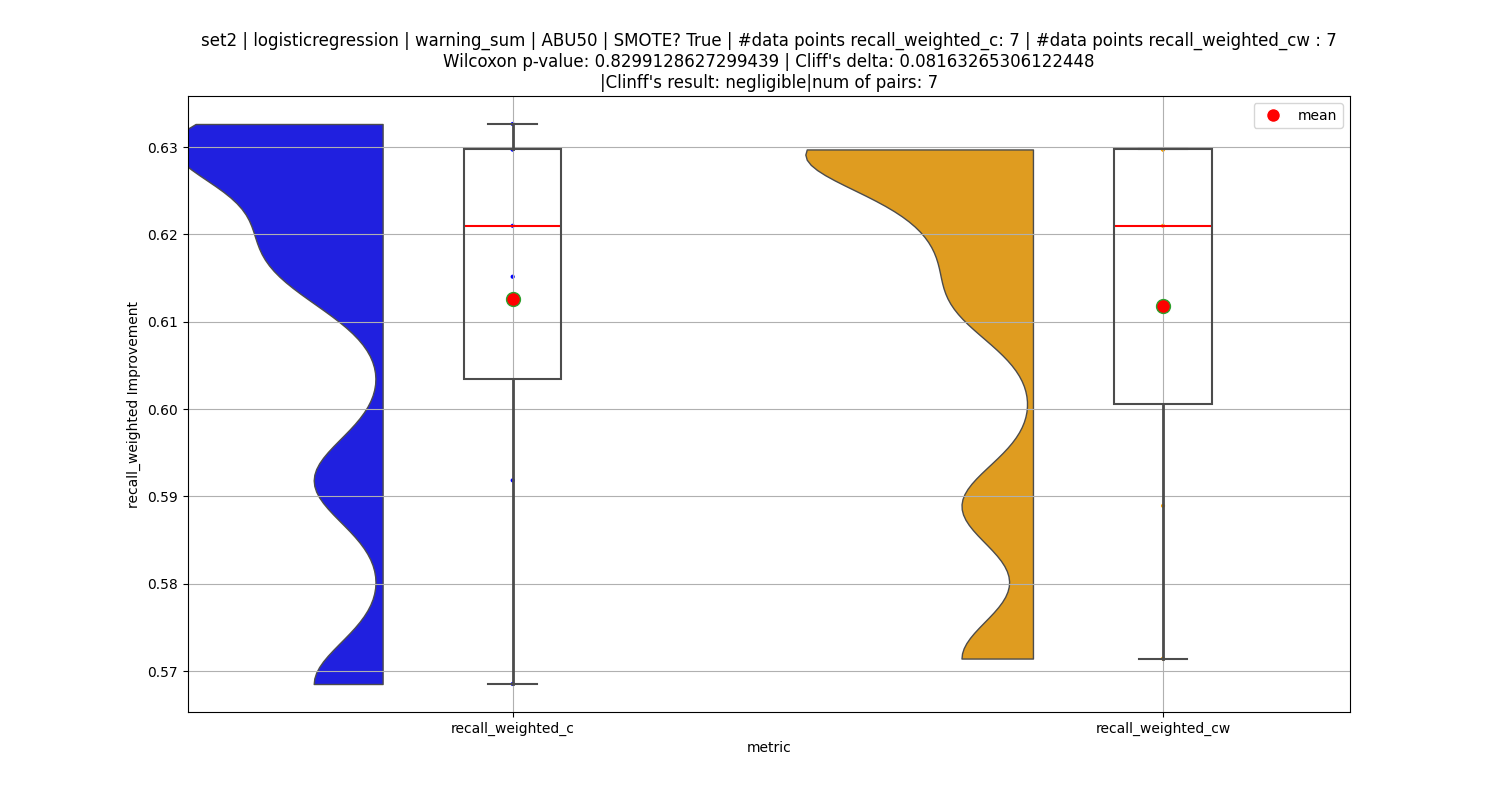 set2 | logisticregression | warning_sum | ABU50 | SMOTE? True | #data points recall_weighted_c: 7 | #data points recall_weighted_cw : 7
Wilcoxon p-value: 0.8299128627299439 | Cliff's delta: 0.08163265306122448
|Clinff's result: negligible|num of pairs: 7
mean
0.63
0.62
0.61
0.60
0.59
0.58
0.57
recall_weighted Improvement
recall_weighted_c
recall_weighted_cw
metric